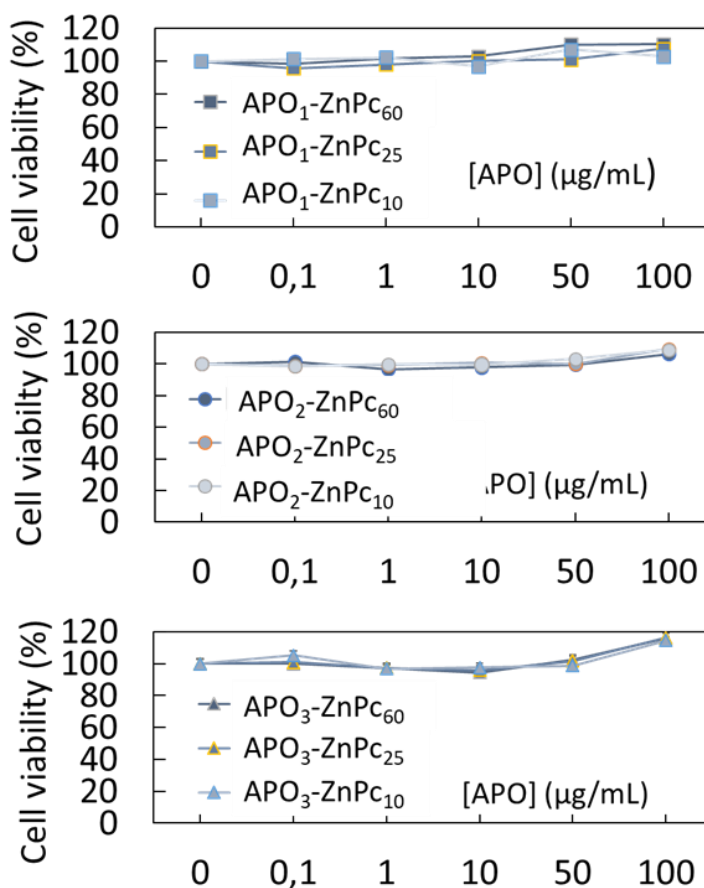 Cell viability (%)
120
100
80
60
40
20
0
APO₁-ZnPc₆₀
APO₁-ZnPc₂₅
APO₁-ZnPc₁₀
[APO] (µg/mL)
0 0,1 1 10 50 100
Cell viability (%)
120
100
80
60
40
20
0
APO₂-ZnPc₆₀
APO₂-ZnPc₂₅
APO₂-ZnPc₁₀
PO] (µg/mL)
0 0,1 1 10 50 100
Cell viability (%)
120
100
80
60
40
20
0
APO₃-ZnPc₆₀
APO₃-ZnPc₂₅
APO₃-ZnPc₁₀
[APO] (µg/mL)
0 0,1 1 10 50 100